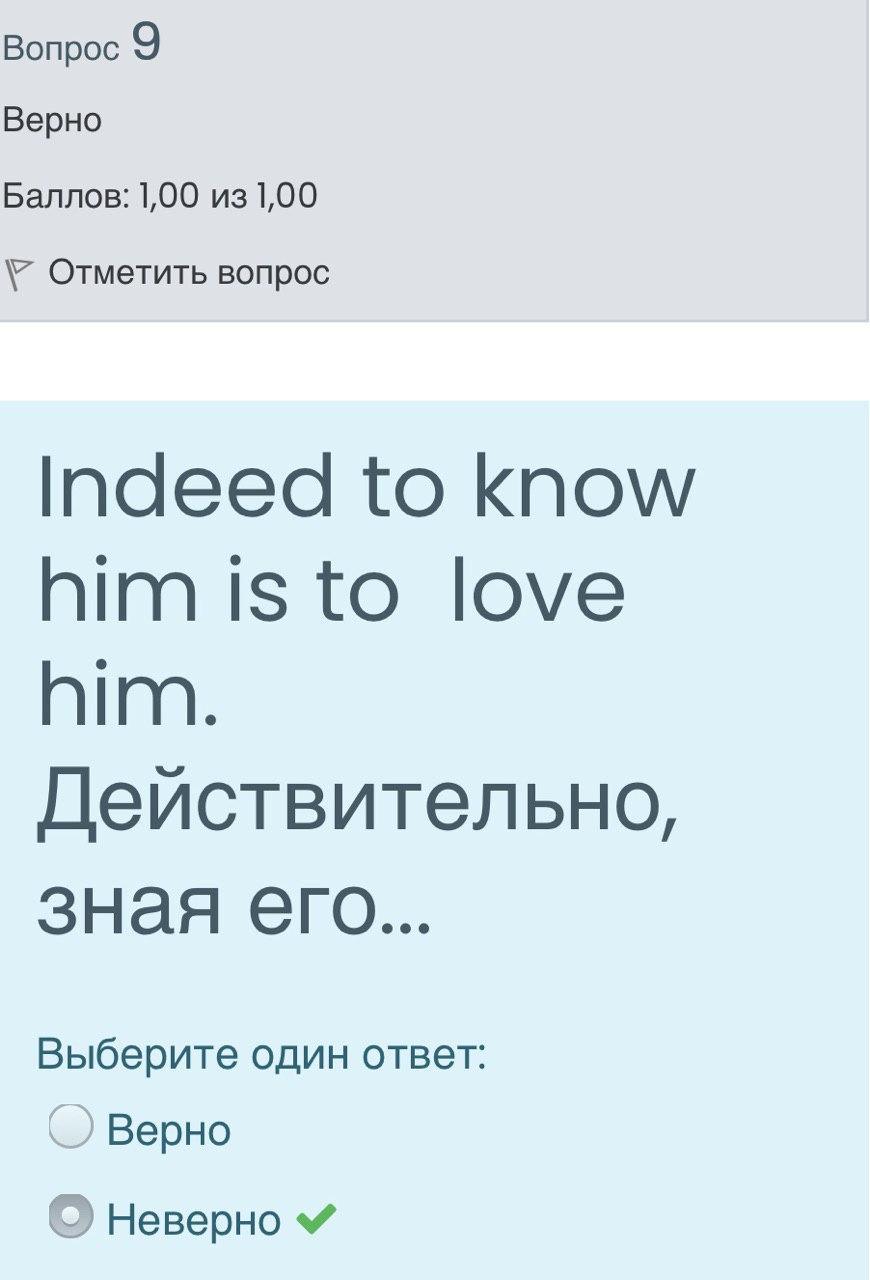 Вопрос 9
Верно
Баллов: 1,00 из 1,00
Отметить вопрос
Indeed to know
him is to  love
him.
Действительно,
зная его...
Выберите один ответ:
Верно
Неверно